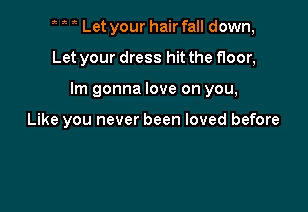 * * * Let your hair fall down,
Let your dress hit the floor,
Im gonna love on you,
Like you never been loved before